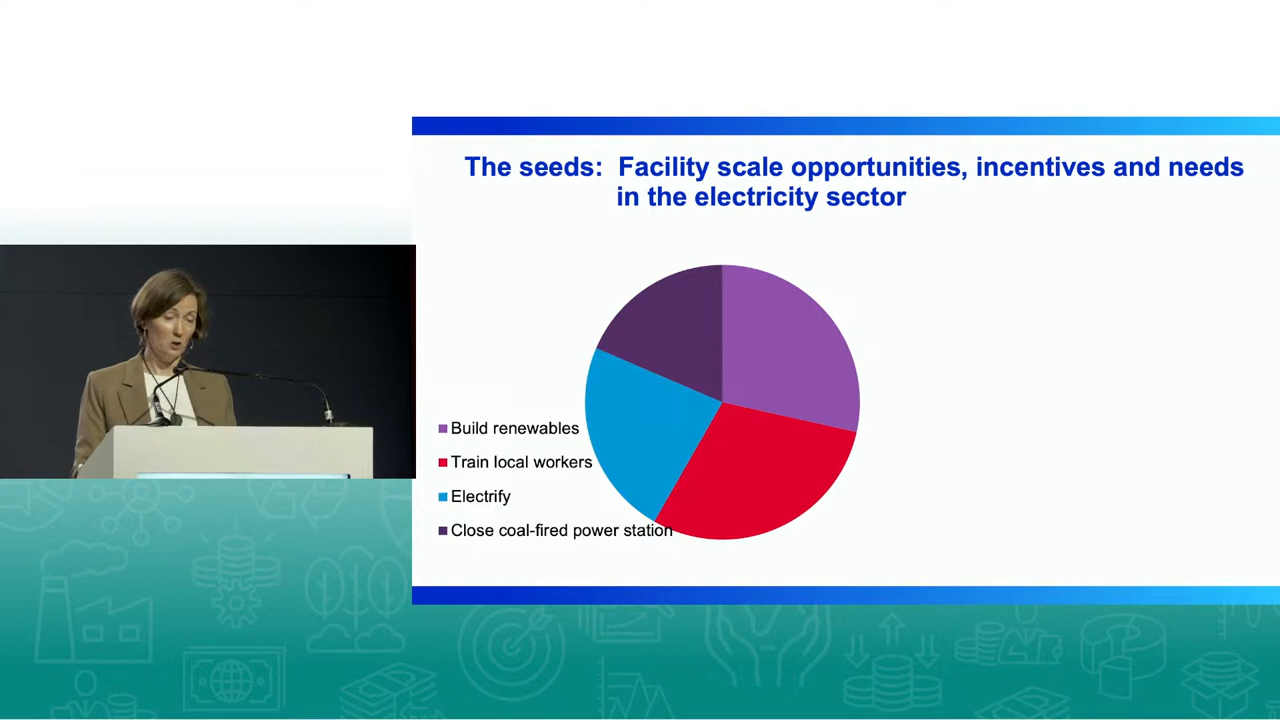 The seeds: Facility scale opportunities, incentives and needs
in the electricity sector
Build renewables
Train local workers
Electrify
Close coal-fired power station